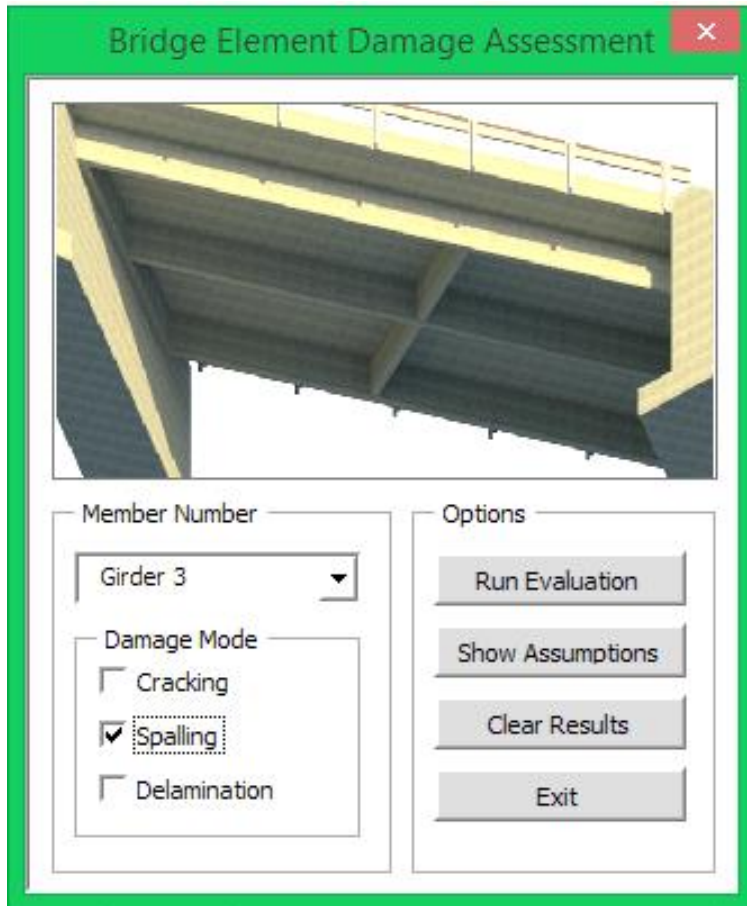 Bridge Element Damage Assessment
Member Number
Girder 3
Damage Mode
Cracking
Spalling
Delamination
Options
Run Evaluation
Show Assumptions
Clear Results
Exit